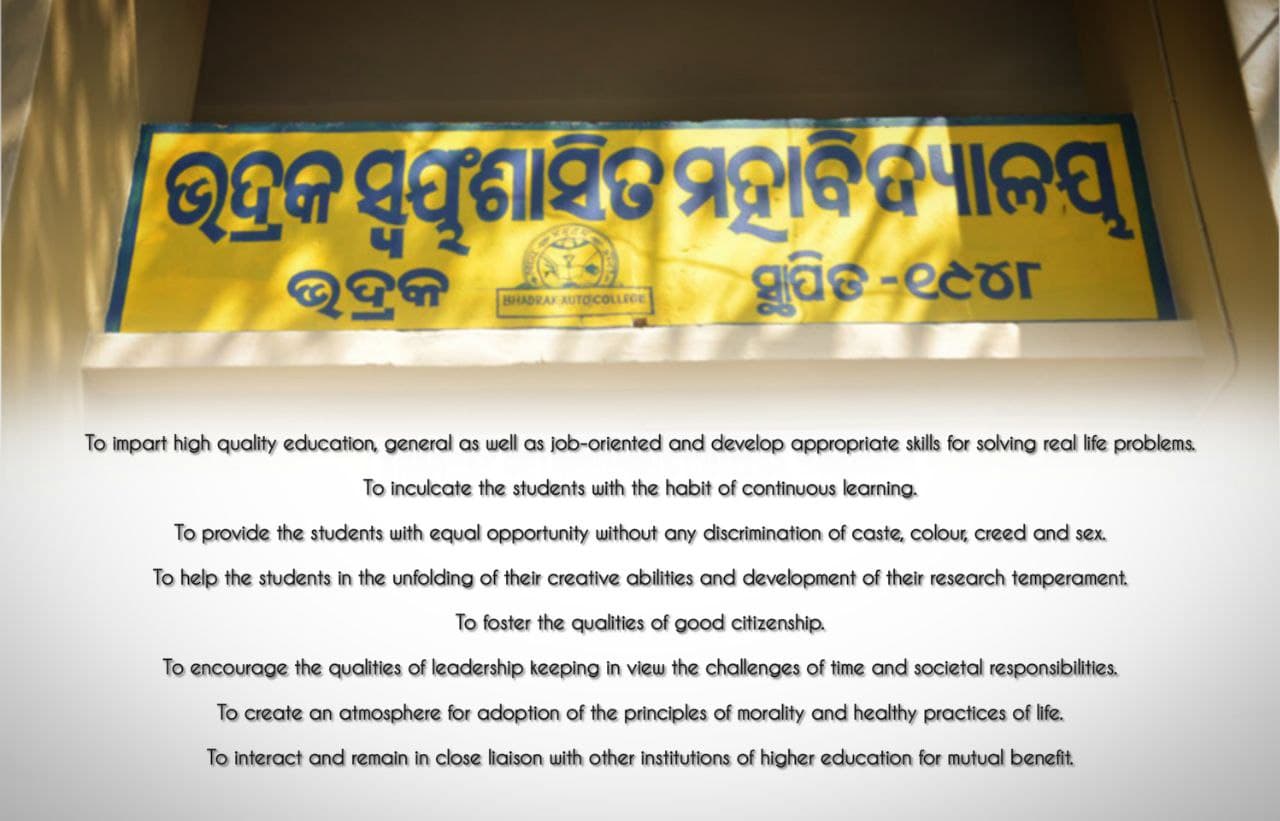 ଭଦ୍ରକ ସ୍ୱୟଂଶାସିତ ମହାବିଦ୍ୟାଳୟ
ଭଦ୍ରକ
BHADRAK AUTO COLLEGE
ସ୍ଥାପିତ - ୧୯୪୮
To impart high quality education, general as well as job-oriented and develop appropriate skills for solving real life problems.
To inculcate the students with the habit of continuous learning.
To provide the students with equal opportunity without any discrimination of caste, colour, creed and sex.
To help the students in the unfolding of their creative abilities and development of their research temperament.
To foster the qualities of good citizenship.
To encourage the qualities of leadership keeping in view the challenges of time and societal responsibilities.
To create an atmosphere for adoption of the principles of morality and healthy practices of life.
To interact and remain in close liaison with other institutions of higher education for mutual benefit.